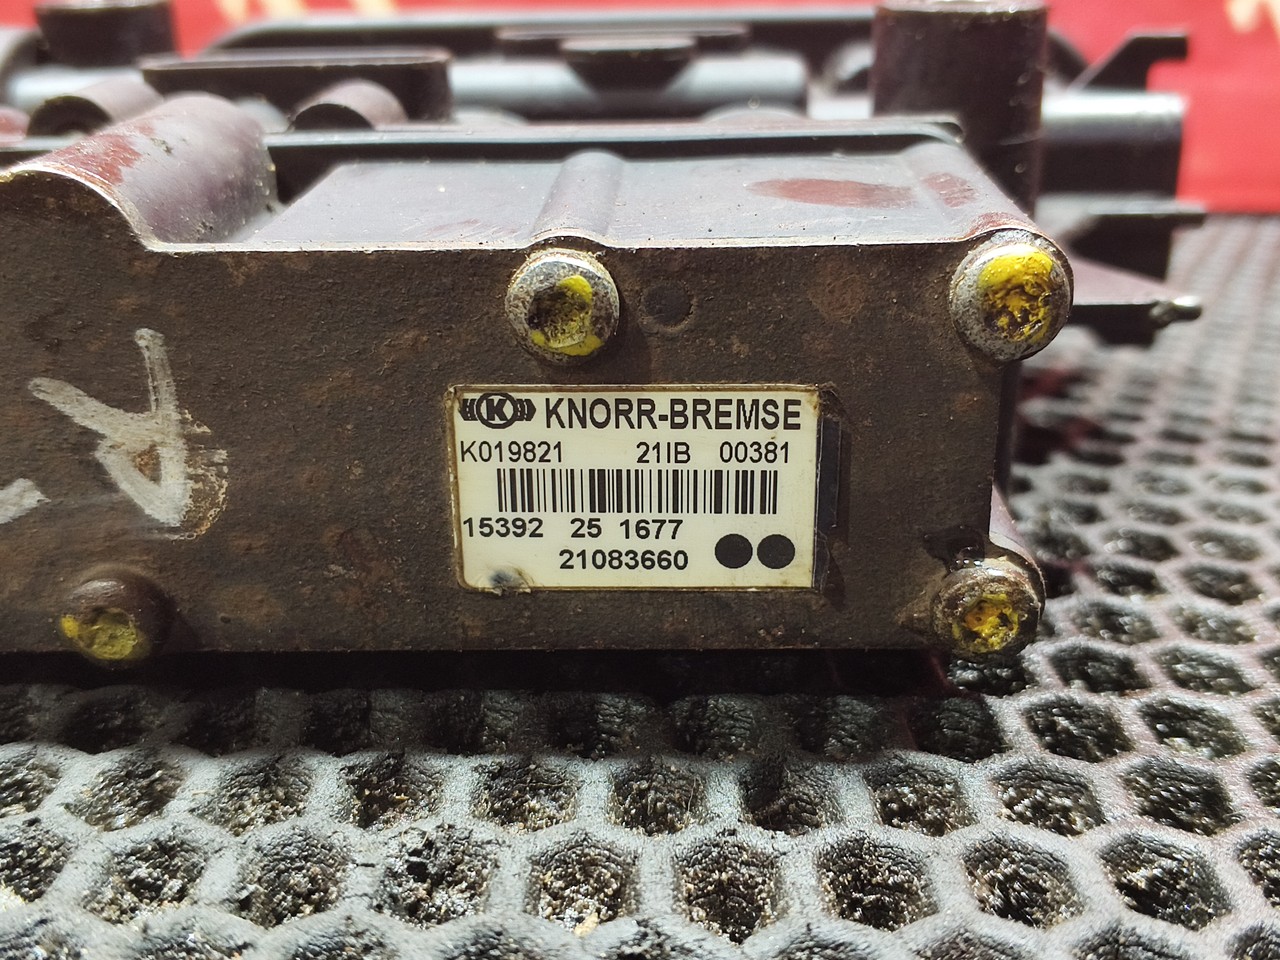 K KNORR-BREMSE
K019821 21IB 00381
15392 25 1677
21083660